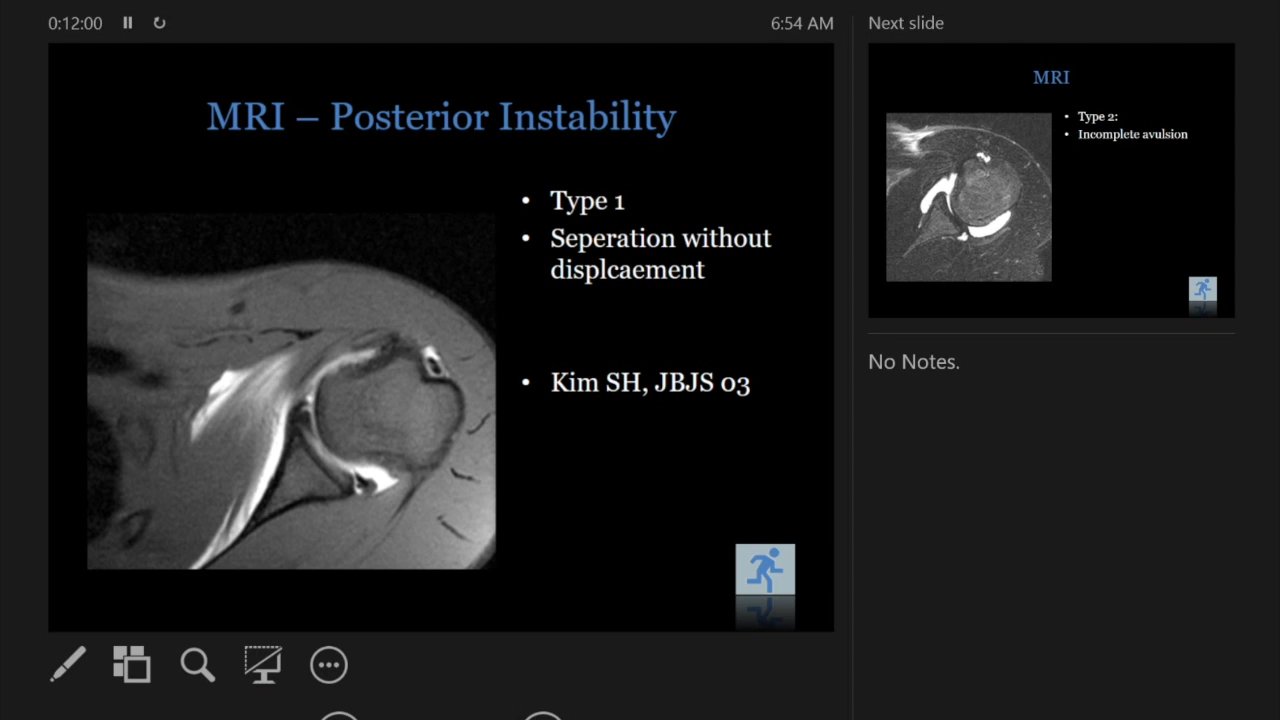 0:12:00
6:54 AM
Next slide
MRI – Posterior Instability
• Type 1
• Seperation without
displcaement
• Kim SH, JBJS 03
MRI
• Type 2:
• Incomplete avulsion
No Notes.